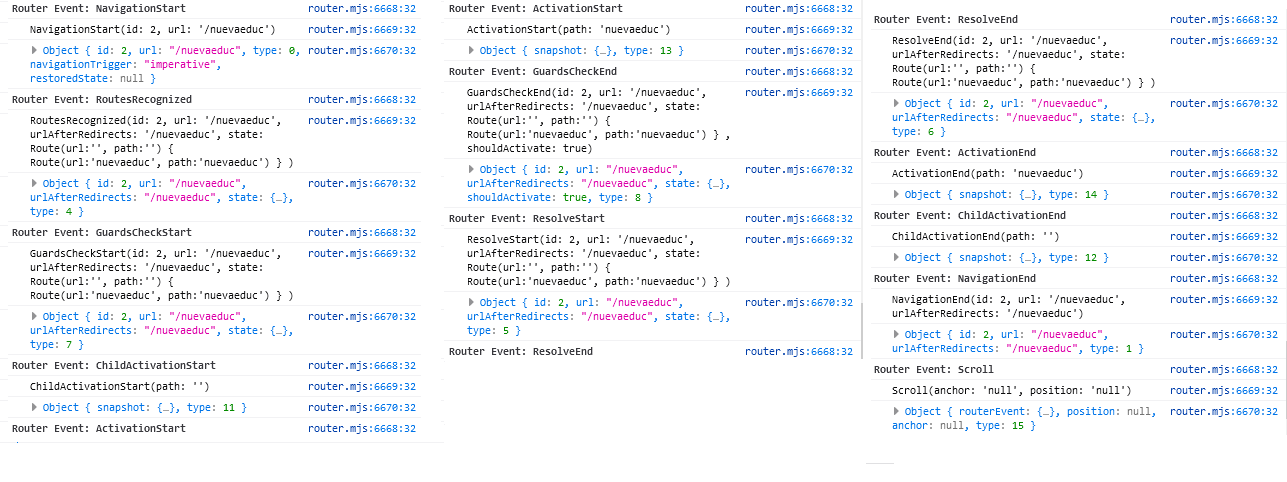 Router Event: NavigationStart router.mjs:6668:32
NavigationStart(id: 2, url: '/nuevaeduc') router.mjs:6669:32
Object { id: 2, url: "/nuevaeduc", type: 0, router.mjs:6670:32
navigationTrigger: "imperative",
restoredState: null }
Router Event: RoutesRecognized router.mjs:6668:32
RoutesRecognized(id: 2, url: '/nuevaeduc', router.mjs:6669:32
urlAfterRedirects: '/nuevaeduc', state:
Route(url:'', path:'') {
Route(url:'nuevaeduc', path:'nuevaeduc') } )
Object { id: 2, url: "/nuevaeduc", router.mjs:6670:32
urlAfterRedirects: "/nuevaeduc", state: {…},
type: 4 }
Router Event: GuardsCheckStart router.mjs:6668:32
GuardsCheckStart(id: 2, url: '/nuevaeduc', router.mjs:6669:32
urlAfterRedirects: '/nuevaeduc', state:
Route(url:'', path:'') {
Route(url:'nuevaeduc', path:'nuevaeduc') } )
Object { id: 2, url: "/nuevaeduc", router.mjs:6670:32
urlAfterRedirects: "/nuevaeduc", state: {…},
type: 7 }
Router Event: ChildActivationStart router.mjs:6668:32
ChildActivationStart(path: '') router.mjs:6669:32
Object { snapshot: {…}, type: 11 } router.mjs:6670:32
Router Event: ActivationStart router.mjs:6668:32
Router Event: ActivationStart router.mjs:6668:32
ActivationStart(path: 'nuevaeduc') router.mjs:6669:32
Object { snapshot: {…}, type: 13 } router.mjs:6670:32
Router Event: GuardsCheckEnd router.mjs:6668:32
GuardsCheckEnd(id: 2, url: '/nuevaeduc', router.mjs:6669:32
urlAfterRedirects: '/nuevaeduc', state:
Route(url:'', path:'') {
Route(url:'nuevaeduc', path:'nuevaeduc') } ,
shouldActivate: true)
Object { id: 2, url: "/nuevaeduc", router.mjs:6670:32
urlAfterRedirects: "/nuevaeduc", state: {…},
shouldActivate: true, type: 8 }
Router Event: ResolveStart router.mjs:6668:32
ResolveStart(id: 2, url: '/nuevaeduc', router.mjs:6669:32
urlAfterRedirects: '/nuevaeduc', state:
Route(url:'', path:'') {
Route(url:'nuevaeduc', path:'nuevaeduc') } )
Object { id: 2, url: "/nuevaeduc", router.mjs:6670:32
urlAfterRedirects: "/nuevaeduc", state: {…},
type: 5 }
Router Event: ResolveEnd router.mjs:6668:32
Router Event: ResolveEnd router.mjs:6668:32
ResolveEnd(id: 2, url: '/nuevaeduc', router.mjs:6669:32
urlAfterRedirects: '/nuevaeduc', state:
Route(url:'', path:'') {
Route(url:'nuevaeduc', path:'nuevaeduc') } )
Object { id: 2, url: "/nuevaeduc", router.mjs:6670:32
urlAfterRedirects: "/nuevaeduc", state: {…},
type: 6 }
Router Event: ActivationEnd router.mjs:6668:32
ActivationEnd(path: 'nuevaeduc') router.mjs:6669:32
Object { snapshot: {…}, type: 14 } router.mjs:6670:32
Router Event: ChildActivationEnd router.mjs:6668:32
ChildActivationEnd(path: '') router.mjs:6669:32
Object { snapshot: {…}, type: 12 } router.mjs:6670:32
Router Event: NavigationEnd router.mjs:6668:32
NavigationEnd(id: 2, url: '/nuevaeduc', router.mjs:6669:32
urlAfterRedirects: '/nuevaeduc')
Object { id: 2, url: "/nuevaeduc", router.mjs:6670:32
urlAfterRedirects: "/nuevaeduc", type: 1 }
Router Event: Scroll router.mjs:6668:32
Scroll(anchor: 'null', position: 'null') router.mjs:6669:32
Object { routerEvent: {…}, position: null, router.mjs:6670:32
anchor: null, type: 15 }